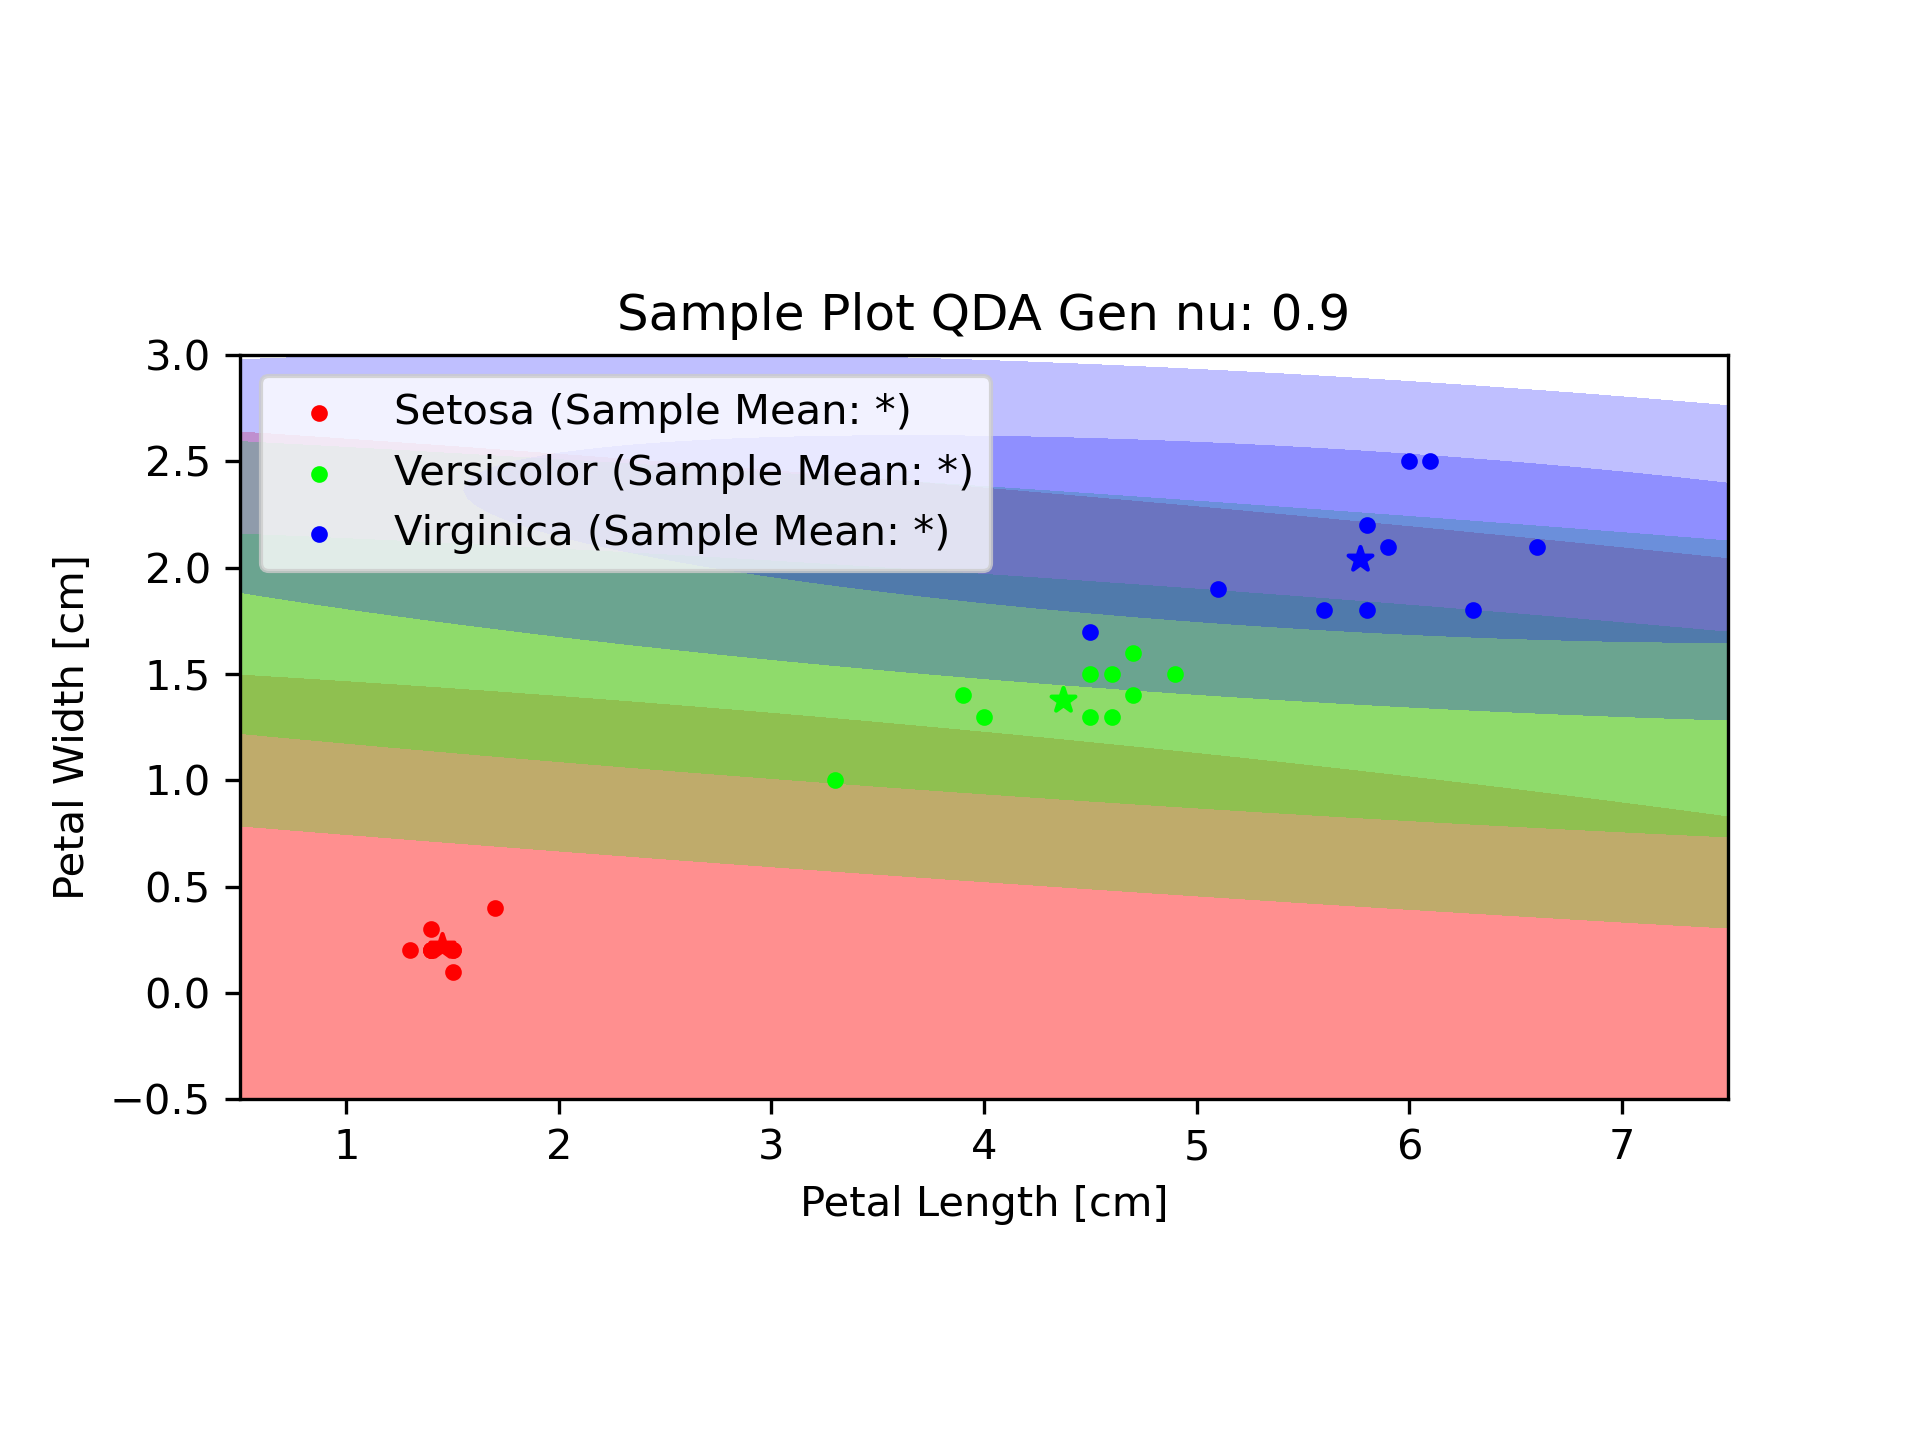 Sample Plot QDA Gen nu: 0.9
3.0
2.5
2.0
1.5
1.0
0.5
0.0
−0.5
Setosa (Sample Mean: *)
Versicolor (Sample Mean: *)
Virginica (Sample Mean: *)
Petal Width [cm]
1 2 3 4 5 6 7
Petal Length [cm]